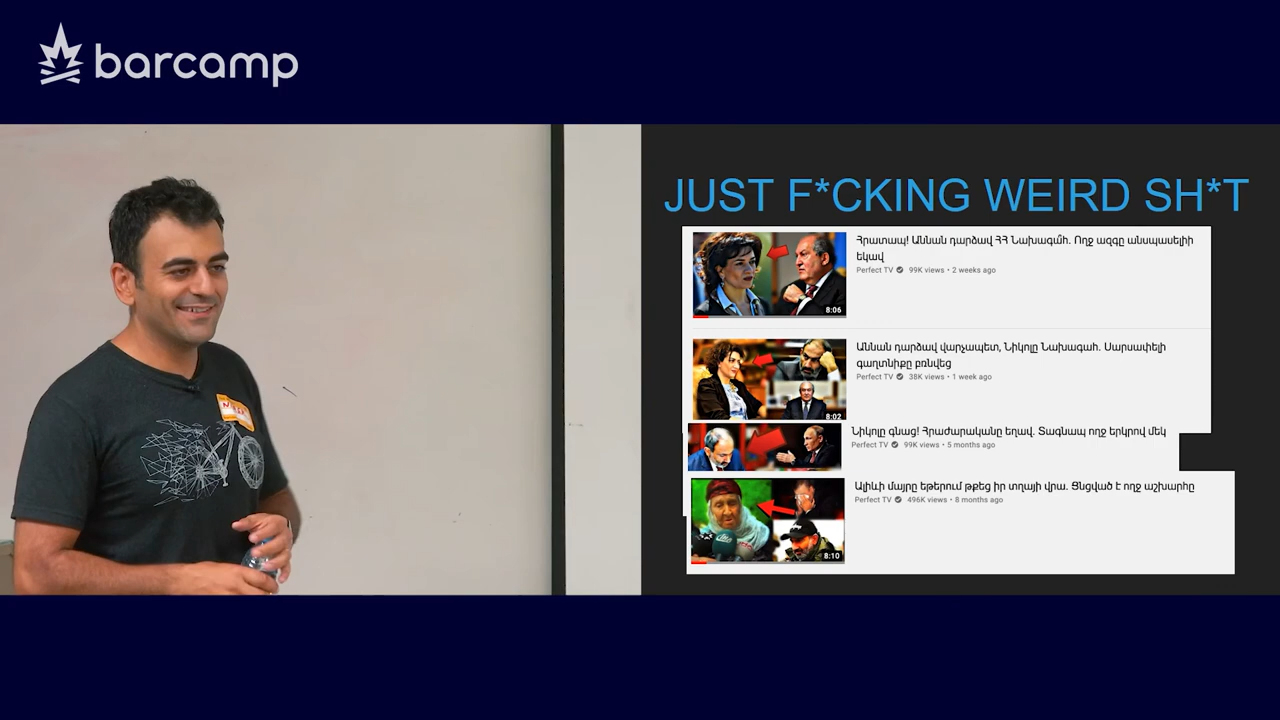 barcamp
JUST F*CKING WEIRD SH*T
Հրատապ! Աննան դարձավ ՀՀ Նախագահ. Ողջ ազգը անսպասելիի
եկավ
Perfect TV 99K views • 2 weeks ago
8:06
Աննան դարձավ վարչապետ, Նիկոլը Նախագահ. Սարսափելի
գաղտնիքը բռնվեց
Perfect TV 38K views • 1 week ago
8:02
Նիկոլը գնաց! Հրաժարականը եղավ. Տագնապ ողջ երկրով մեկ
Perfect TV 99K views • 5 months ago
Ալիևի մայրը եթերում թքեց իր տղայի վրա. Ցնցված է ողջ աշխարհը
Perfect TV 496K views • 8 months ago
8:10